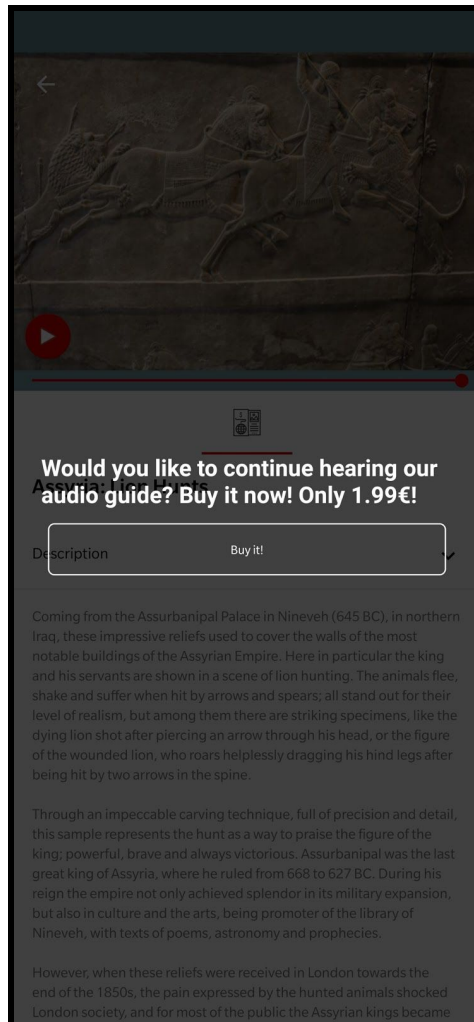 Assyria: Lion Hunts
Would you like to continue hearing our
audio guide? Buy it now! Only 1.99€!
Description
Buy it!
Coming from the Assurbanipal Palace in Nineveh (645 BC), in northern
Iraq, these impressive reliefs used to cover the walls of the most
notable buildings of the Assyrian Empire. Here in particular the king
and his servants are shown in a scene of lion hunting. The animals flee,
shake and suffer when hit by arrows and spears; all stand out for their
level of realism, but among them there are striking specimens, like the
dying lion shot after piercing an arrow through his head, or the figure
of the wounded lion, who roars helplessly dragging his hind legs after
being hit by two arrows in the spine.
Through an impeccable carving technique, full of precision and detail,
this sample represents the hunt as a way to praise the figure of the
king; powerful, brave and always victorious. Assurbanipal was the last
great king of Assyria, where he ruled from 668 to 627 BC. During his
reign the empire not only achieved splendor in its military expansion,
but also in culture and the arts, being promoter of the library of
Nineveh, with texts of poems, astronomy and prophecies.
However, when these reliefs were received in London towards the
end of the 1850s, the pain expressed by the hunted animals shocked
London society, and for most of the public the Assyrian kings became